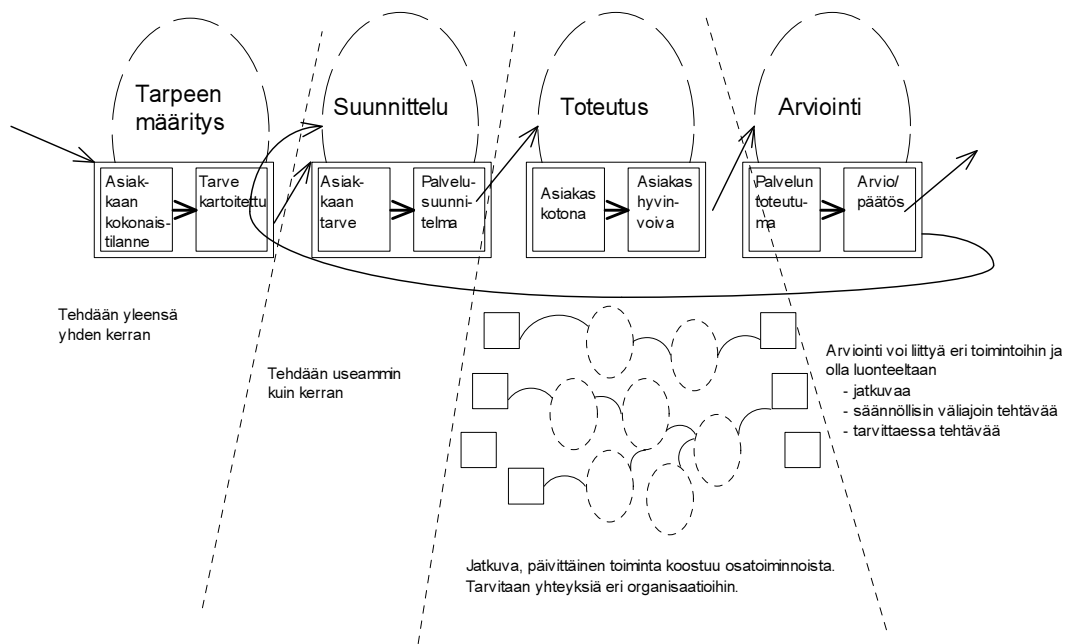 Tarpeen
määritys
Suunnittelu
Toteutus
Arviointi
Asiak-
kaan
kokonais-
tilanne
Tarve
kartoitettu
Asiak-
kaan
tarve
Palvelu-
suunni-
telma
Asiakas
kotona
Asiakas
hyvin-
voiva
Palvelun
toteutu-
ma
Arvio/
päätös
Tehdään yleensä
yhden kerran
Tehdään useammin
kuin kerran
Arviointi voi liittyä eri toimintoihin ja
olla luonteeltaan
- jatkuvaa
- säännöllisin väliajoin tehtävää
- tarvittaessa tehtävää
Jatkuva, päivittäinen toiminta koostuu osatoiminnoista.
Tarvitaan yhteyksiä eri organisaatioihin.